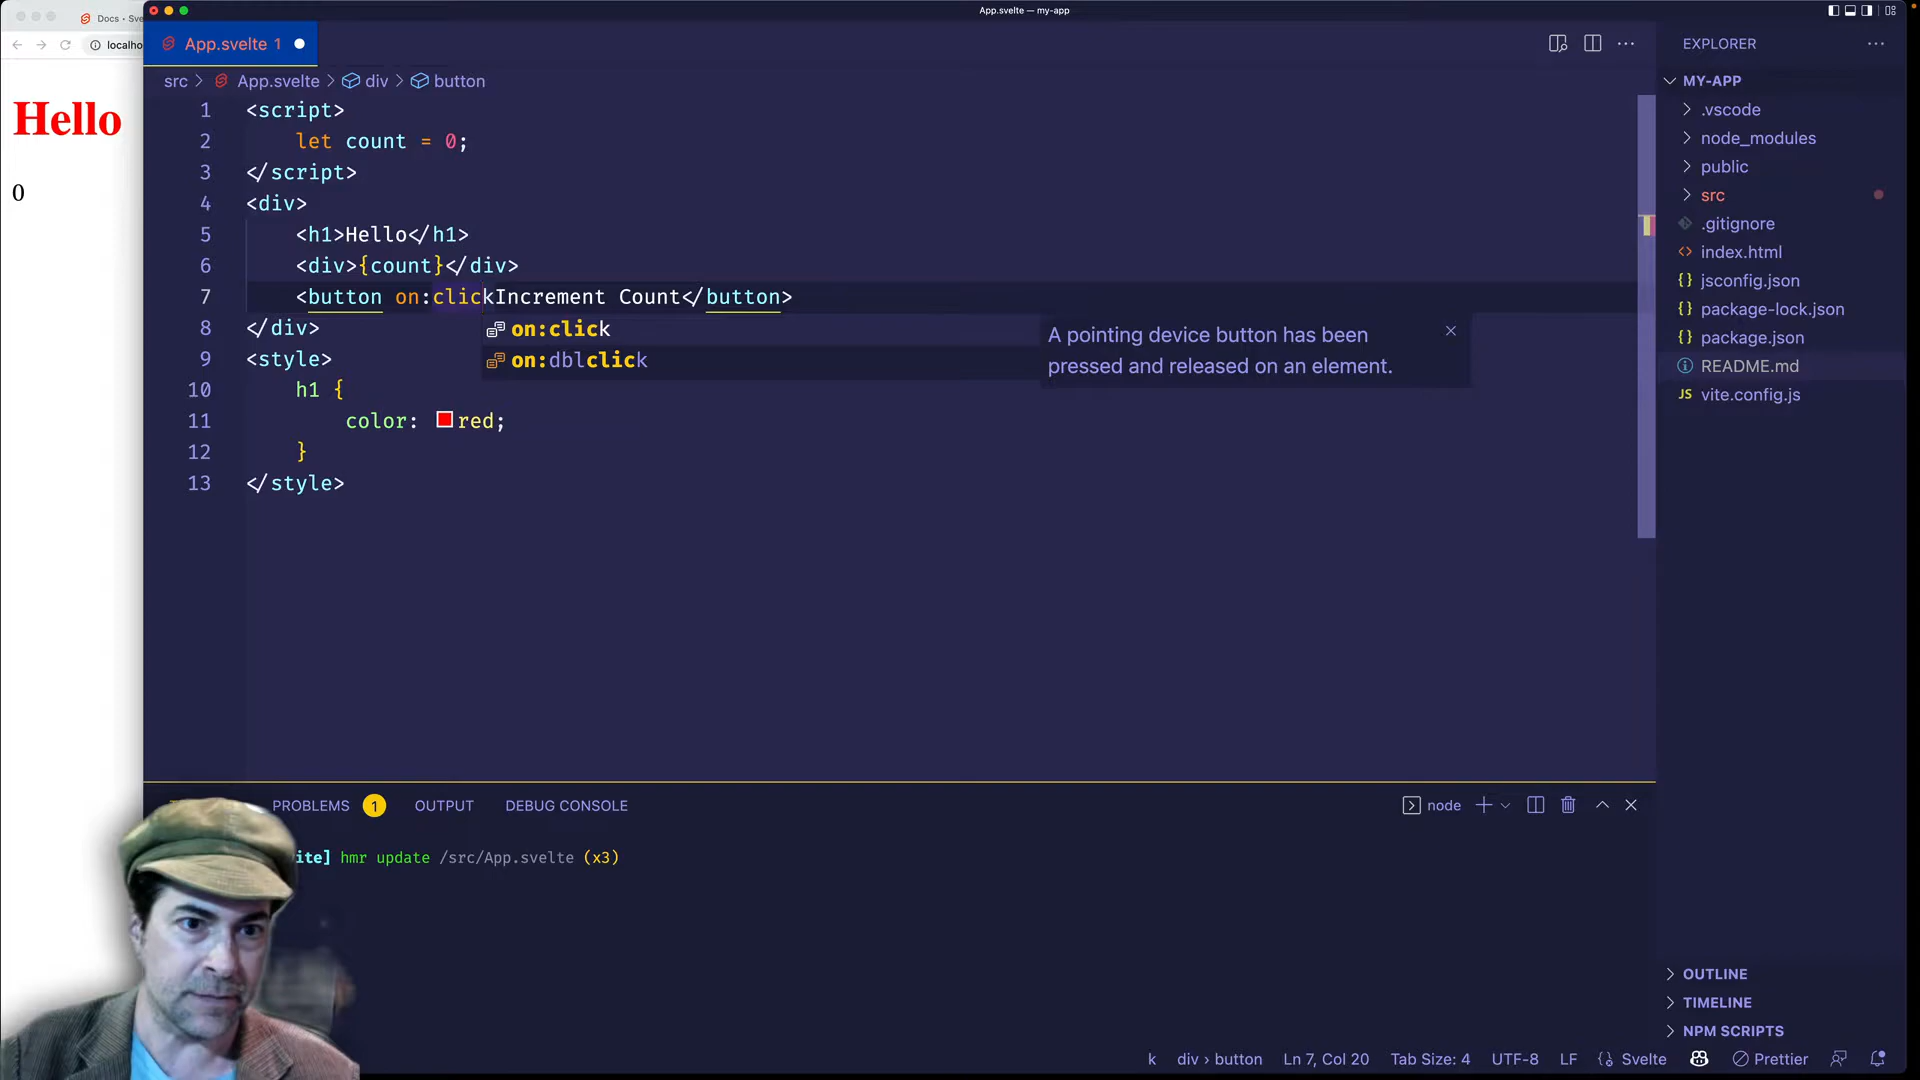 App.svelte — my-app
Docs • Sve
localho
Hello
0
App.svelte 1
src > App.svelte > div > button
1 <script>
2 let count = 0;
3 </script>
4 <div>
5 <h1>Hello</h1>
6 <div>{count}</div>
7 <button on:clickIncrement Count</button>
8 </div>
9 <style>
10 h1 {
11 color: red;
12 }
13 </style>
on:click
on:dblclick
A pointing device button has been
pressed and released on an element.
EXPLORER
MY-APP
.vscode
node_modules
public
src
.gitignore
index.html
jsconfig.json
package-lock.json
package.json
README.md
JS vite.config.js
OUTLINE
TIMELINE
NPM SCRIPTS
PROBLEMS 1 OUTPUT DEBUG CONSOLE
node
ite] hmr update /src/App.svelte (x3)
k div > button Ln 7, Col 20 Tab Size: 4 UTF-8 LF Svelte Prettier